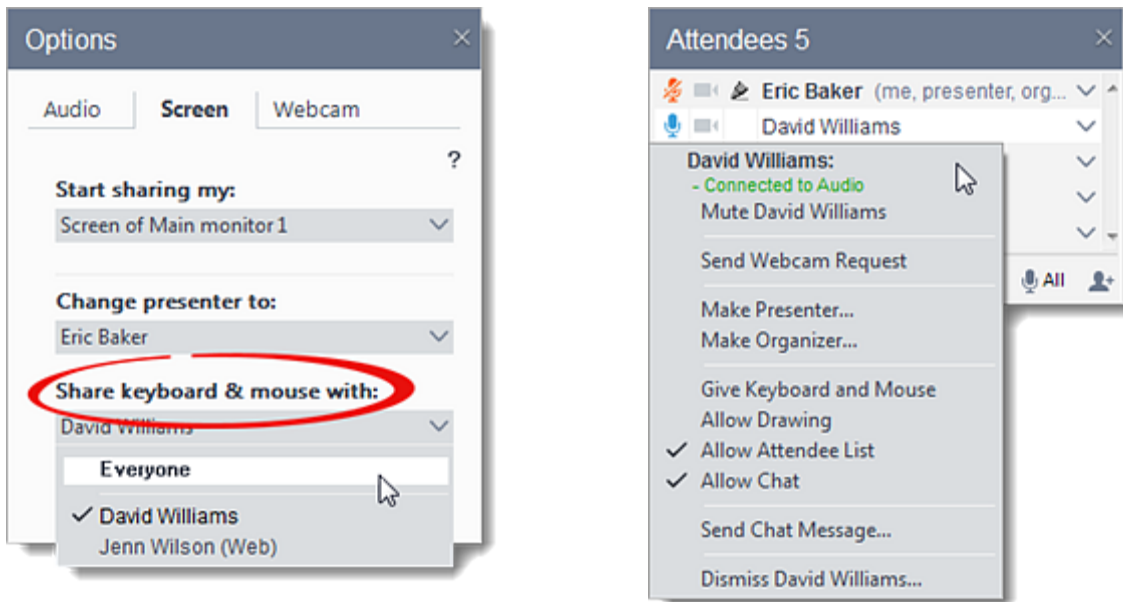 Options
Audio Screen Webcam
?
Start sharing my:
Screen of Main monitor 1
Change presenter to:
Eric Baker
Share keyboard & mouse with:
David Williams
Everyone
David Williams
Jenn Wilson (Web)
Attendees 5
Eric Baker (me, presenter, org...
David Williams
David Williams:
- Connected to Audio
Mute David Williams
Send Webcam Request
All
Make Presenter...
Make Organizer...
Give Keyboard and Mouse
Allow Drawing
Allow Attendee List
Allow Chat
Send Chat Message...
Dismiss David Williams...